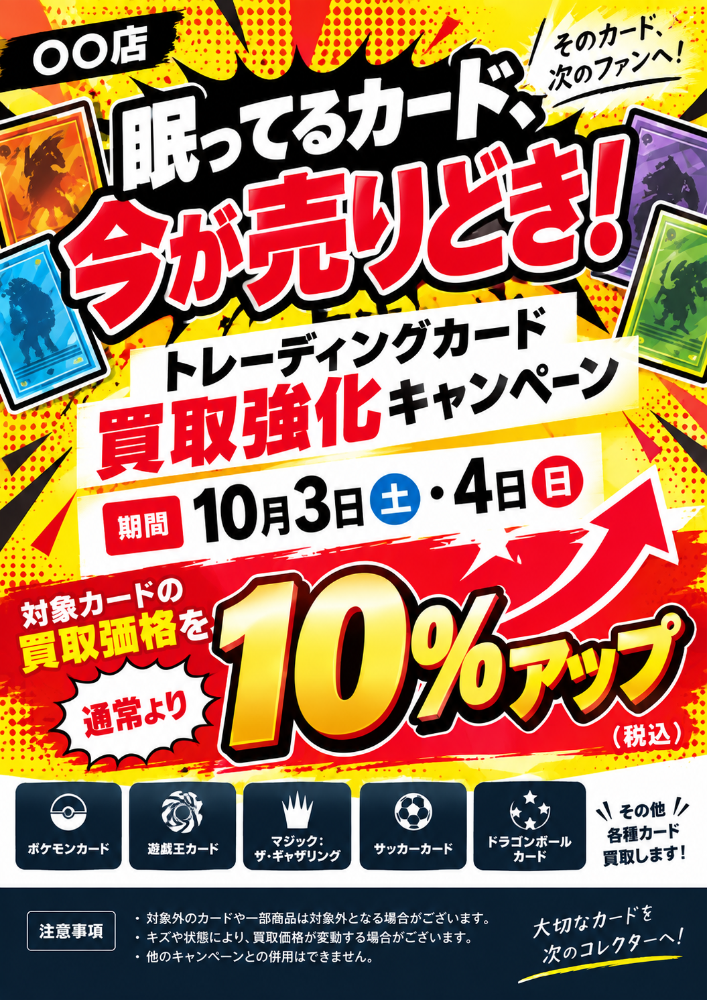 〇〇店
そのカード、
次のファンへ!
眠ってるカード、
今が売りどき!
トレーディングカード
買取強化キャンペーン
期間 10月3日土・4日日
対象カードの
買取価格を
通常より
10%アップ
(税込)
ポケモンカード
遊戯王カード
マジック:
ザ・ギャザリング
サッカーカード
ドラゴンボール
カード
その他
各種カード
買取します!
注意事項
・対象外のカードや一部商品は対象外となる場合がございます。
・キズや状態により、買取価格が変動する場合がございます。
・他のキャンペーンとの併用はできません。
大切なカードを
次のコレクターへ!